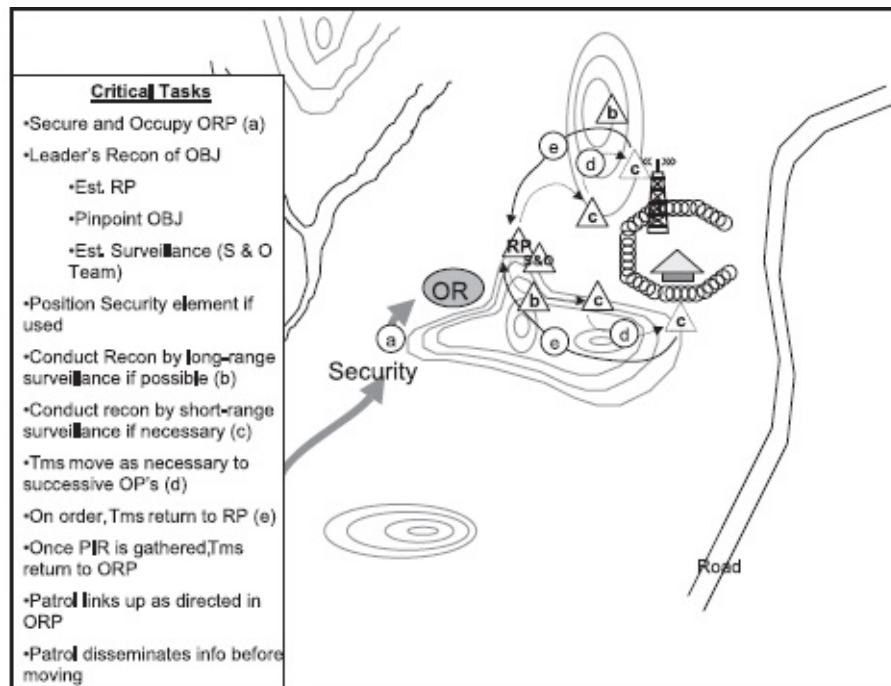 Critical Tasks
•Secure and Occupy ORP (a)
•Leader's Recon of OBJ
•Est. RP
•Pinpoint OBJ
•Est. Surveillance (S & O
Team)
•Position Security element if
used
•Conduct Recon by long-range
surveillance if possible (b)
•Conduct recon by short-range
surveillance if necessary (c)
•Tms move as necessary to
successive OP's (d)
•On order, Tms return to RP (e)
•Once PIR is gathered,Tms
return to ORP
•Patrol links up as directed in
ORP
•Patrol disseminates info before
moving
b
e
d
c
c
RP
S&O
OR
b
c
c
d
e
a
Security
Road